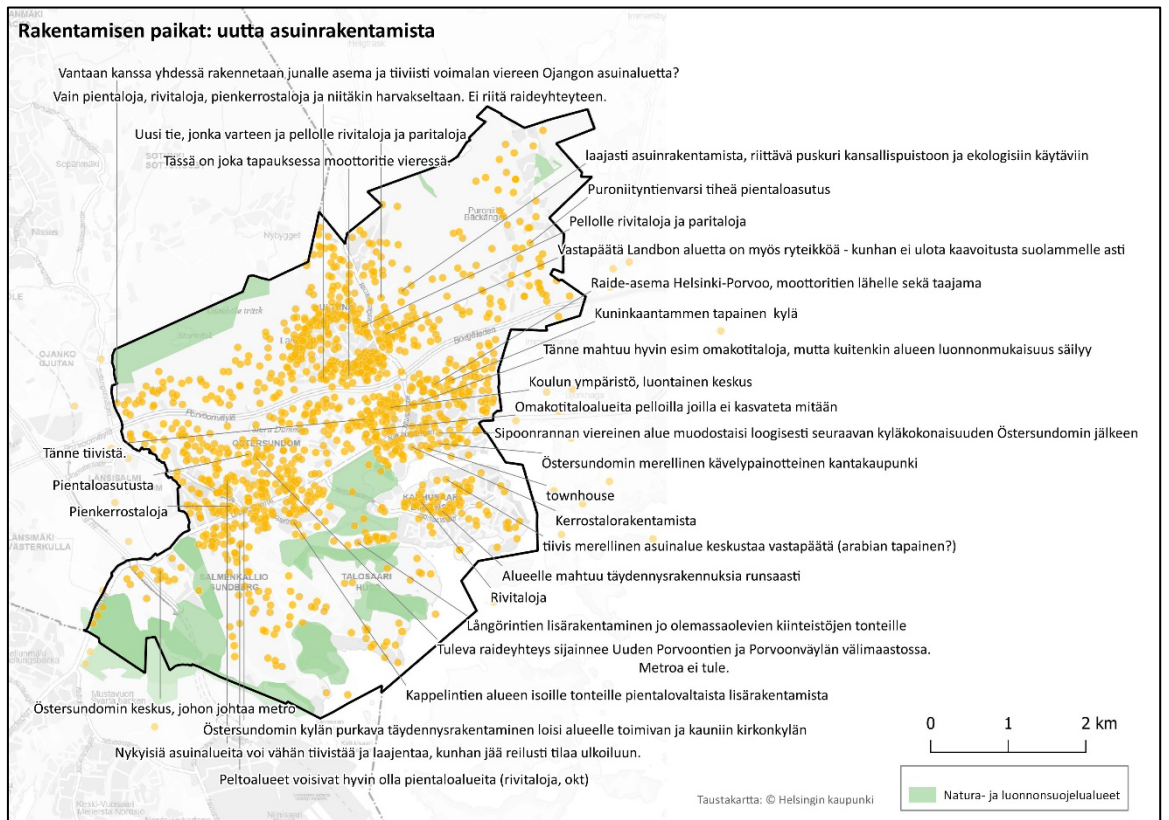 Rakentamisen paikat: uutta asuinrakentamista
Vantaan kanssa yhdessä rakennetaan junalle asema ja tiiviisti voimalan viereen Ojangon asuinaluetta?
Vain pientaloja, rivitaloja, pienkerrostaloja ja niitäkin harvakseltaan. Ei riitä raideyhteyteen.
Uusi tie, jonka varteen ja pellolle rivitaloja ja paritaloja
Tässä on joka tapauksessa moottoritie vieressä.
laajasti asuinrakentamista, riittävä puskuri kansallispuistoon ja ekologisiin käytäviin
Puroniityntienvarsi tiheä pientaloasutus
Pellolle rivitaloja ja paritaloja
Vastapäätä Landbon aluetta on myös ryteikköä - kunhan ei ulota kaavoitusta suolammelle asti
Raide-asema Helsinki-Porvoo, moottoritien lähelle sekä taajama
Kuninkaantammen tapainen kylä
Tänne mahtuu hyvin esim omakotitaloja, mutta kuitenkin alueen luonnonmukaisuus säilyy
Koulun ympäristö, luontainen keskus
Omakotitaloalueita pelloilla joilla ei kasvateta mitään
Sipoonrannan viereinen alue muodostaisi loogisesti seuraavan kyläkokonaisuuden Östersundomin jälkeen
Tänne tiivistä.
Östersundomin merellinen kävelypainotteinen kantakaupunki
Pientaloasutusta
townhouse
Pienkerrostaloja
Kerrostalorakentamista
tiivis merellinen asuinalue keskustaa vastapäätä (arabian tapainen?)
Alueelle mahtuu täydennysrakennuksia runsaasti
Rivitaloja
Långörintien lisärakentaminen jo olemassaolevien kiinteistöjen tonteille
Tuleva raideyhteys sijainnee Uuden Porvoontien ja Porvoonväylän välimaastossa.
Metroa ei tule.
Kappelintien alueen isoille tonteille pientalovaltaista lisärakentamista
Östersundomin keskus, johon johtaa metro
Östersundomin kylän purkava täydennysrakentaminen loisi alueelle toimivan ja kauniin kirkonkylän
Nykyisiä asuinalueita voi vähän tiivistää ja laajentaa, kunhan jää reilusti tilaa ulkoiluun.
Peltoalueet voisivat hyvin olla pientaloalueita (rivitaloja, okt)
0 1 2 km
Taustakartta: © Helsingin kaupunki
Natura- ja luonnonsuojelualueet
OJANKO
ÖSTERSUNDOM
SALMENKALLIO
SUNDBERG
TALOSAARI
LÄNSIMÄKI
VÄSTERKULLA